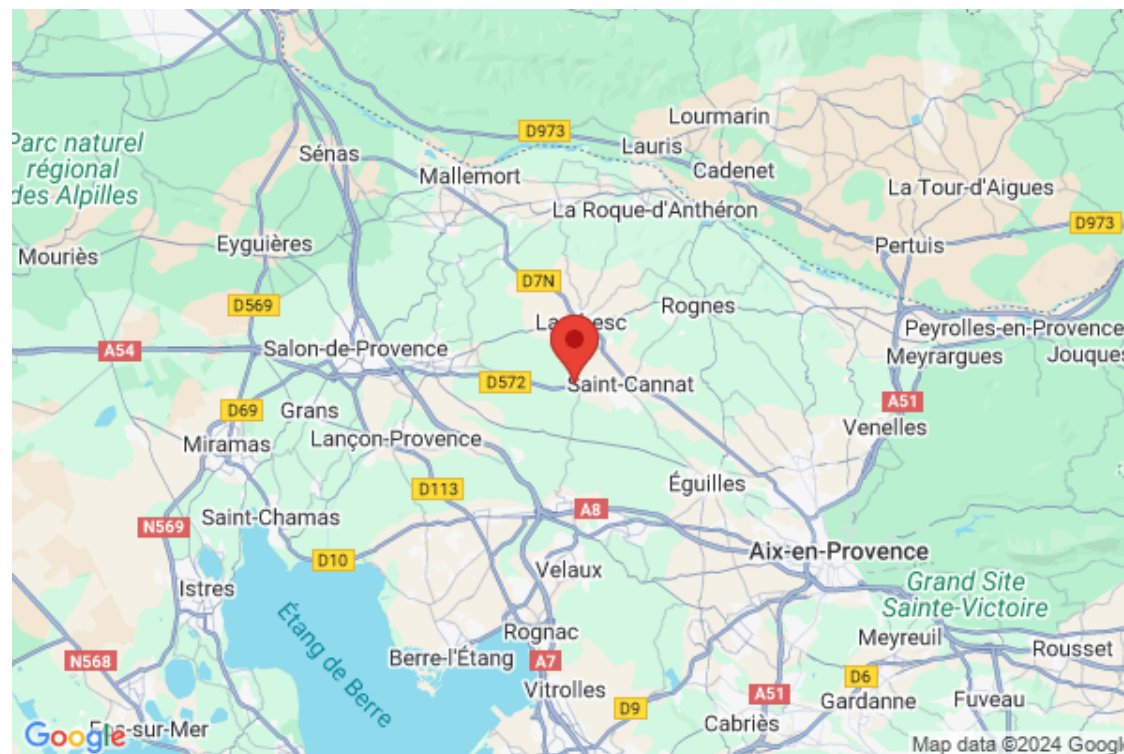 D973
Lourmarin
Lauris
Parc naturel
régional
des Alpilles
Sénas
Mallemort
Cadenet
La Tour-d'Aigues
La Roque-d'Anthéron
D973
Mouriès
Eyguières
Pertuis
D7N
D569
Rognes
Peyrolles-en-Provence
Meyrargues
Jouques
A54
Salon-de-Provence
D572
Saint-Cannat
A51
D69
Grans
Miramas
Lançon-Provence
Venelles
D113
Éguilles
N569
Saint-Chamas
A8
D10
Velaux
Aix-en-Provence
Istres
Grand Site
Sainte-Victoire
Étang de Berre
Rognac
Meyreuil
Rousset
N568
Berre-l'Étang
A7
Vitrolles
D6
A51
Gardanne
Fuveau
D9
Cabriès
Google
Map data ©2024 Google